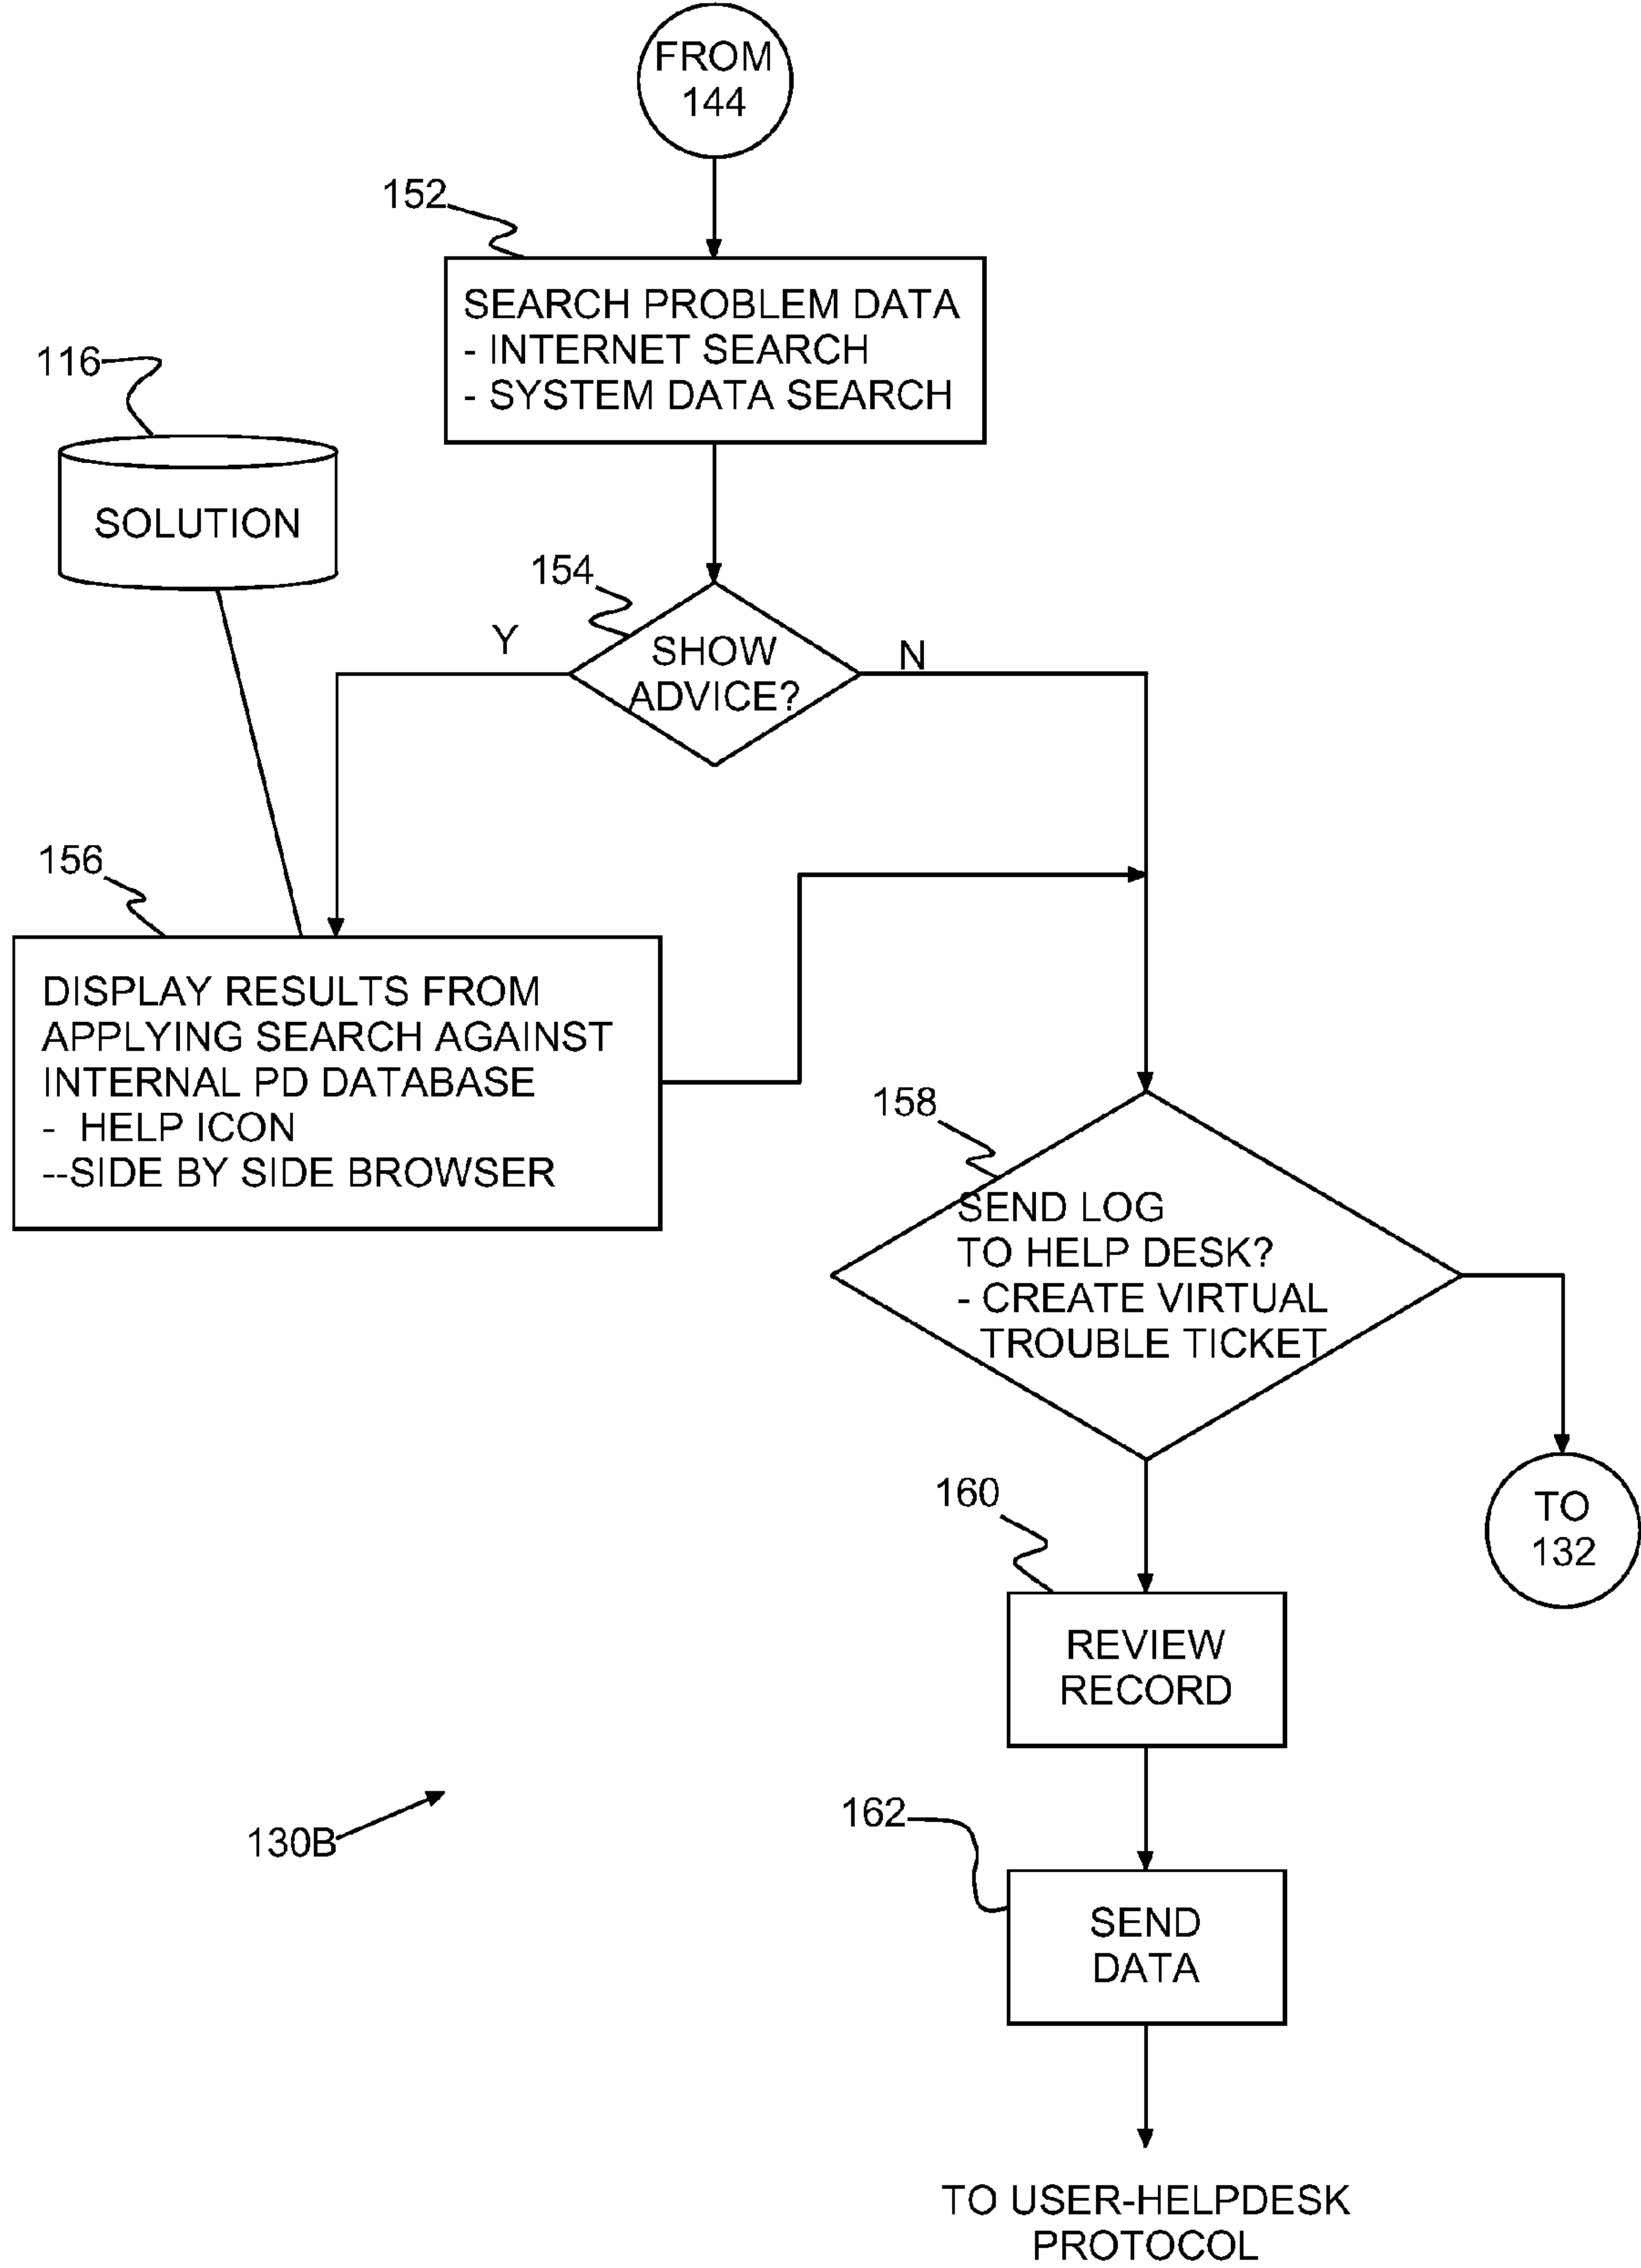 FROM
144
152
SEARCH PROBLEM DATA
- INTERNET SEARCH
- SYSTEM DATA SEARCH
116
SOLUTION
154
Y
SHOW
ADVICE?
N
156
DISPLAY RESULTS FROM
APPLYING SEARCH AGAINST
INTERNAL PD DATABASE
- HELP ICON
--SIDE BY SIDE BROWSER
158
SEND LOG
TO HELP DESK?
- CREATE VIRTUAL
TROUBLE TICKET
160
TO
132
REVIEW
RECORD
130B
162
SEND
DATA
TO USER-HELPDESK
PROTOCOL